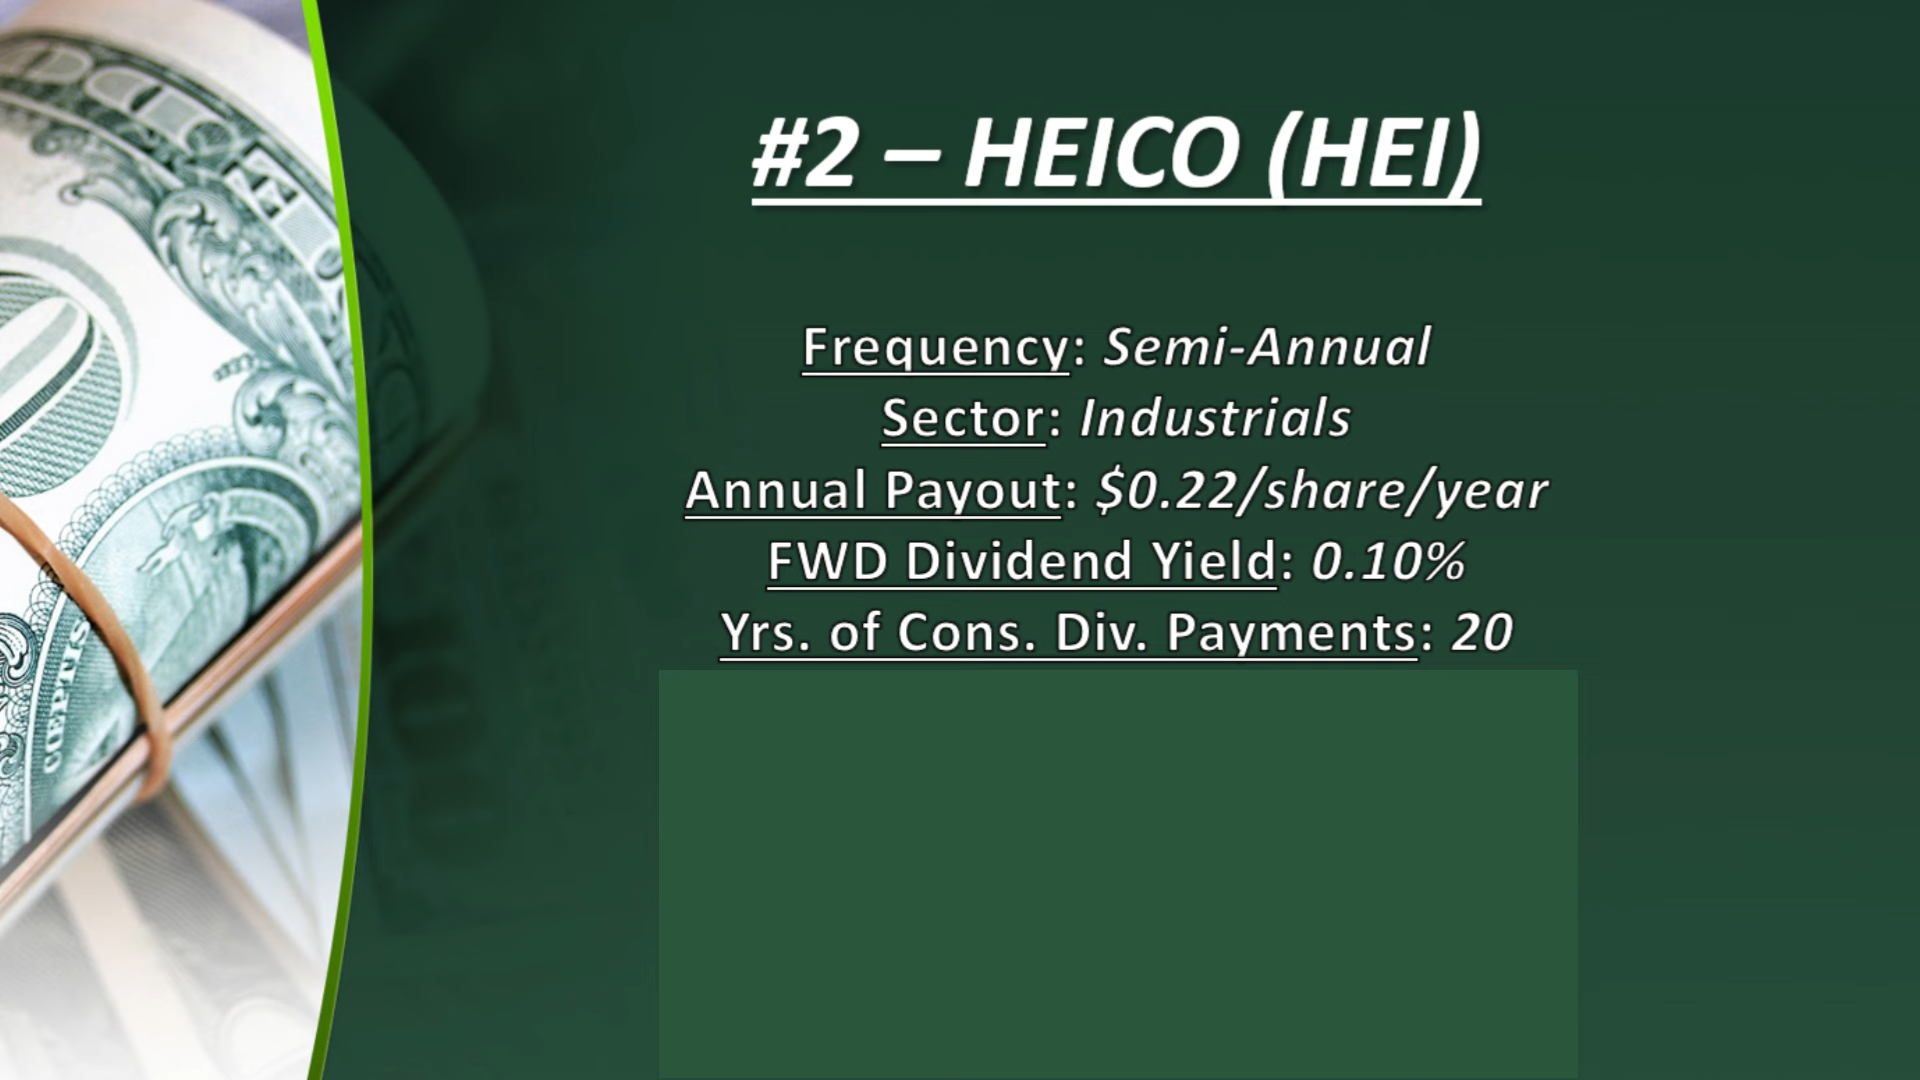 #2 – HEICO (HEI)
Frequency: Semi-Annual
Sector: Industrials
Annual Payout: $0.22/share/year
FWD Dividend Yield: 0.10%
Yrs. of Cons. Div. Payments: 20
CŒPTIS